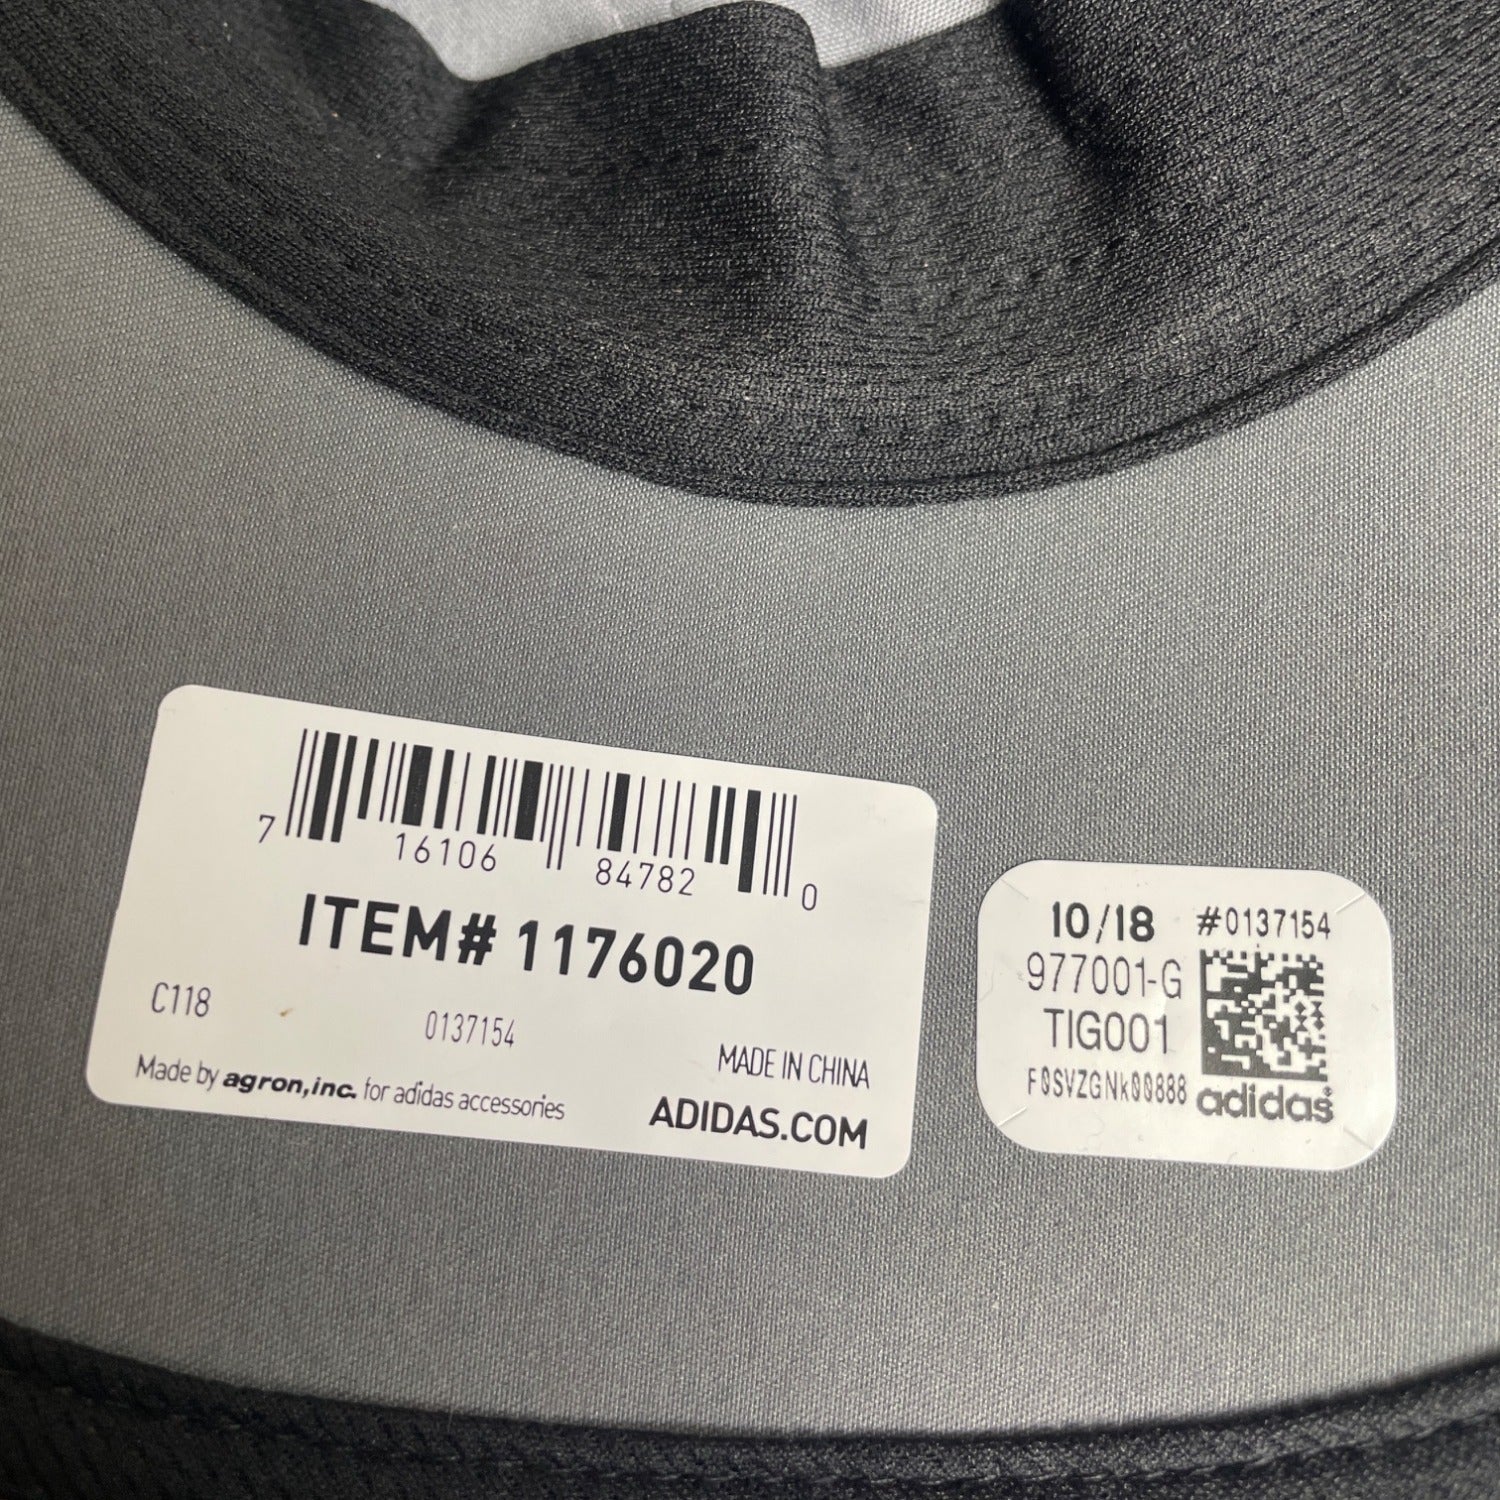 7 16106 84782 0
ITEM# 1176020
C118
0137154
MADE IN CHINA
Made by agron,inc. for adidas accessories
ADIDAS.COM
10/18 #0137154
977001-G
TIG001
F0SVZGNk00888
adidas